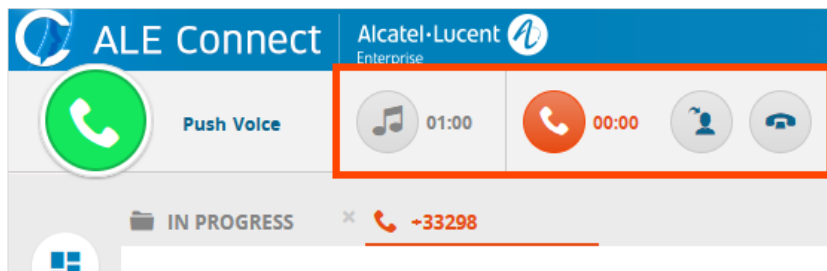 ALE Connect
Alcatel·Lucent
Enterprise
Push Voice
01:00
00:00
IN PROGRESS
+33298